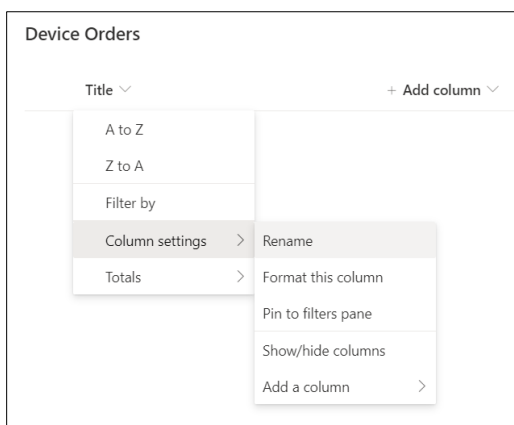 Device Orders
Title
+ Add column
A to Z
Z to A
Filter by
Column settings
Totals
Rename
Format this column
Pin to filters pane
Show/hide columns
Add a column